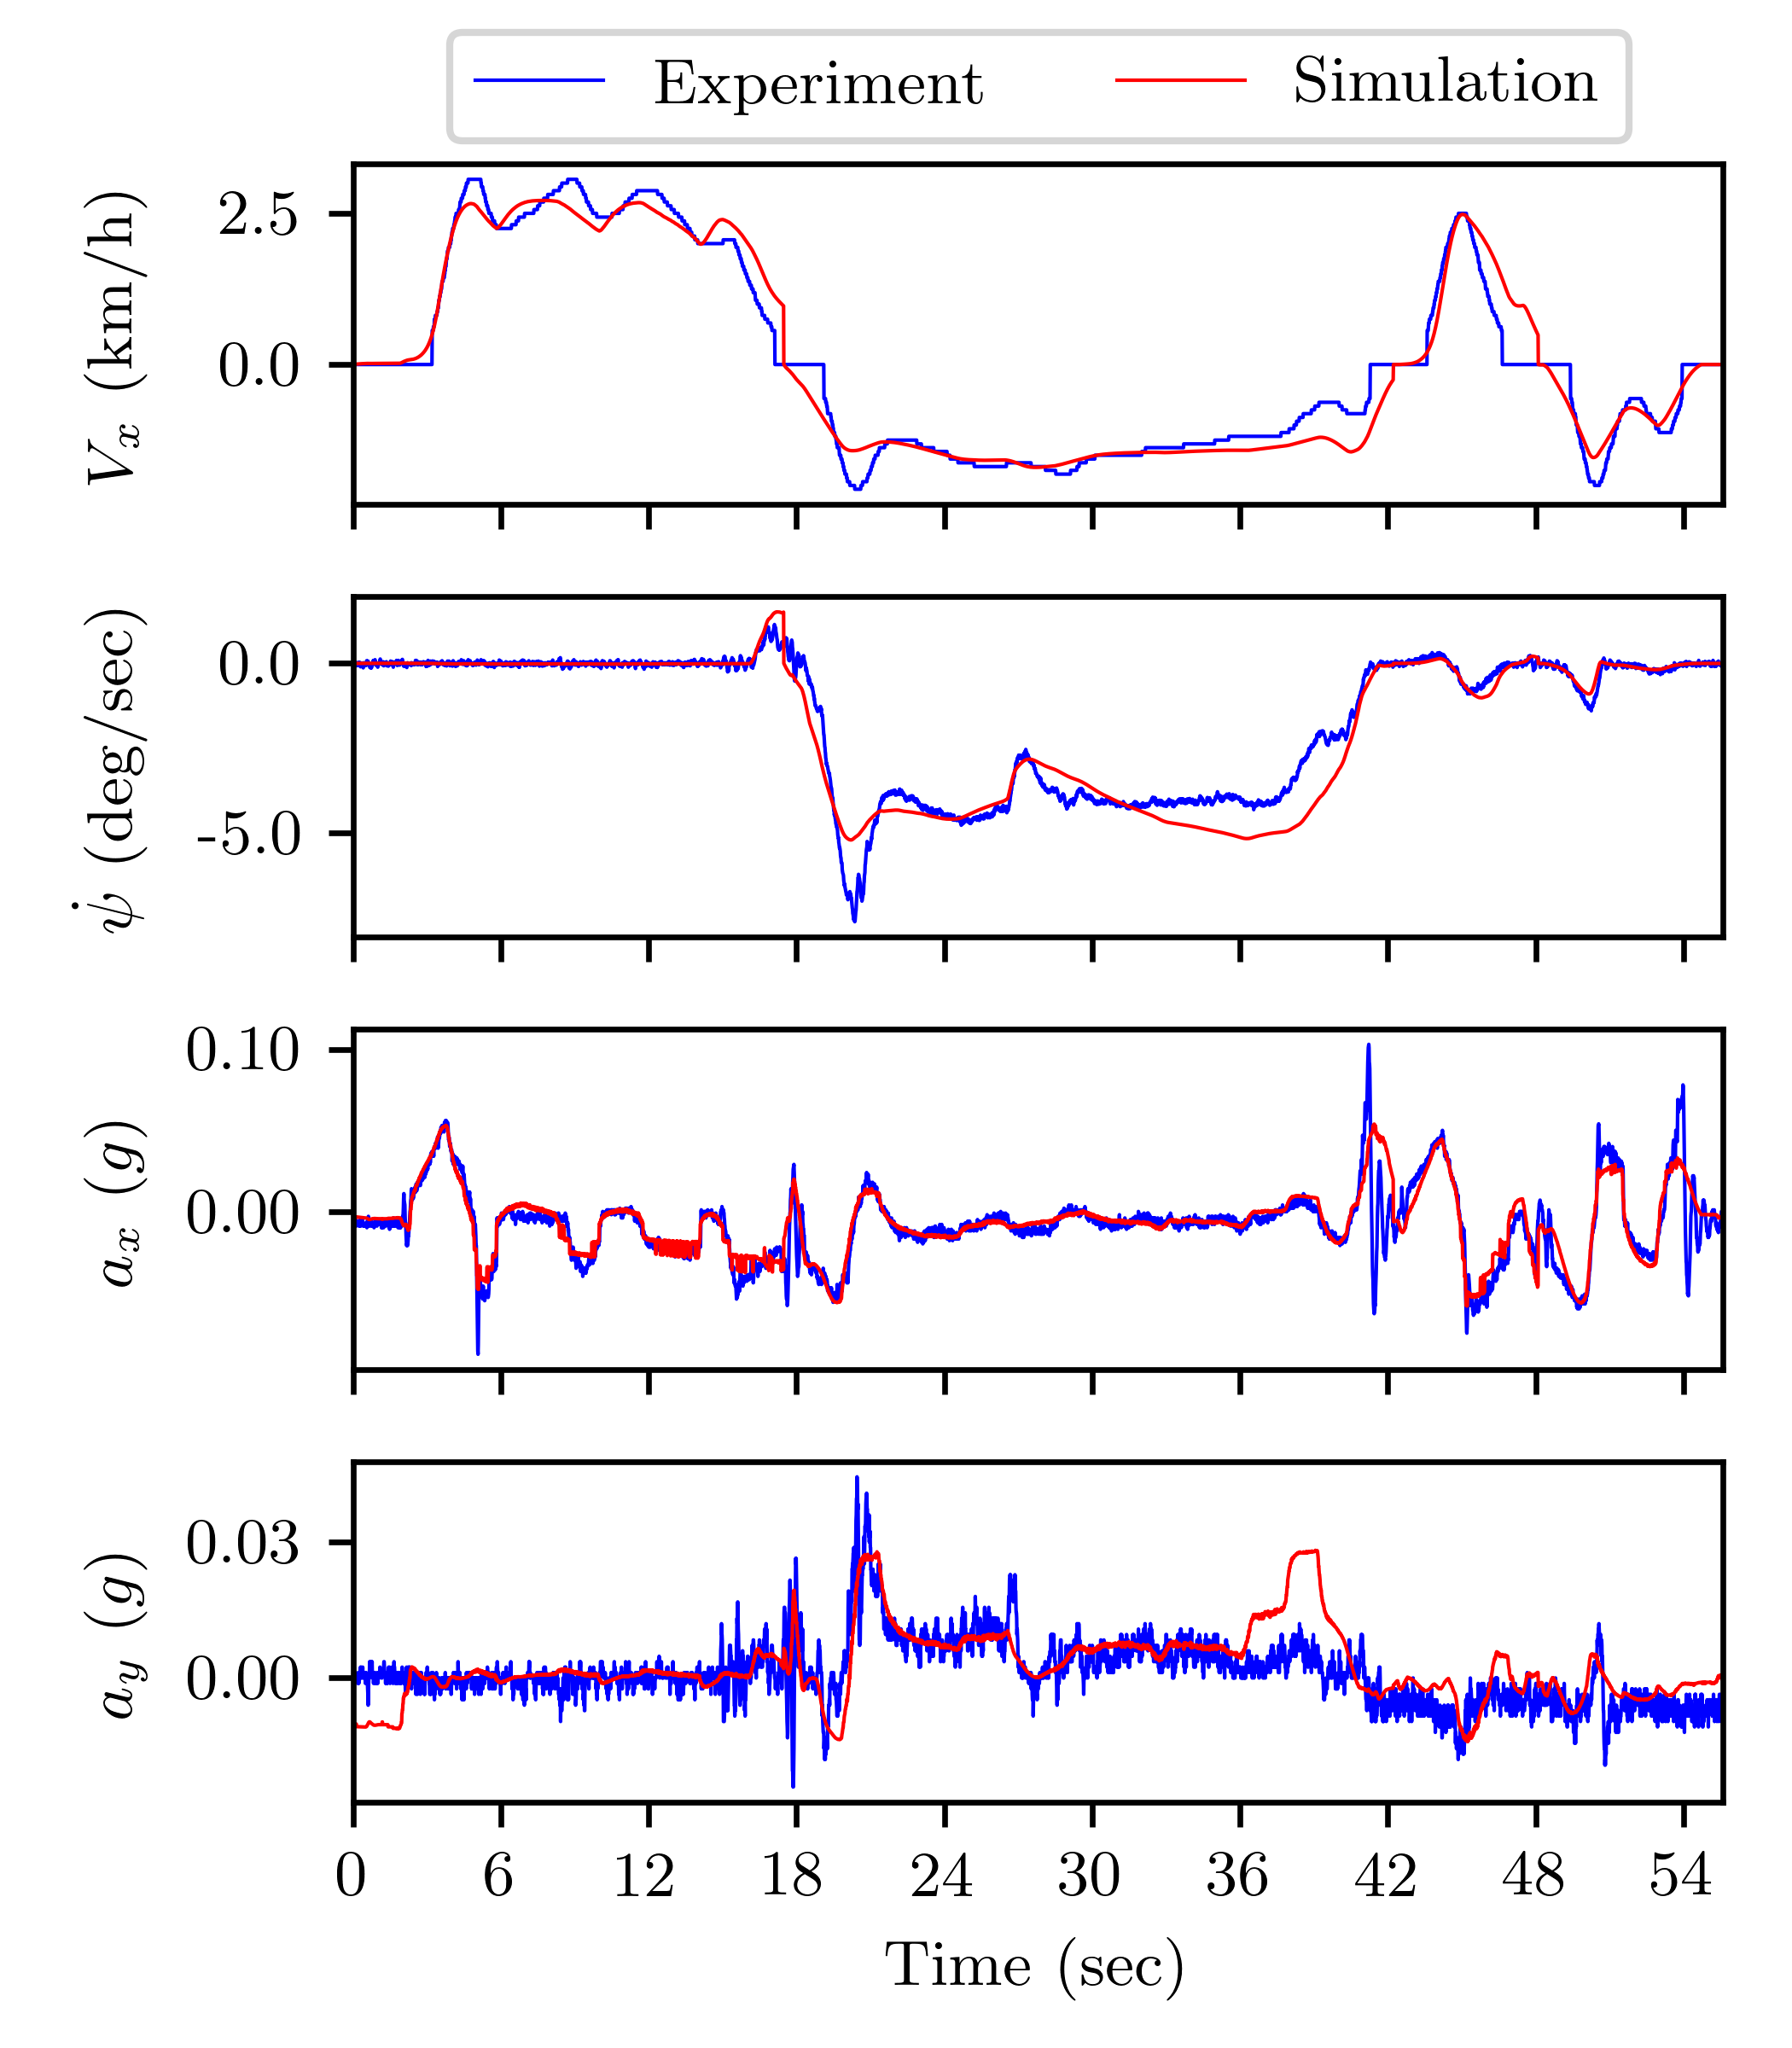 Experiment Simulation
2.5
0.0
V_x (km/h)
0.0
-5.0
ψ̇ (deg/sec)
0.10
0.00
a_x (g)
0.03
0.00
a_y (g)
0 6 12 18 24 30 36 42 48 54
Time (sec)